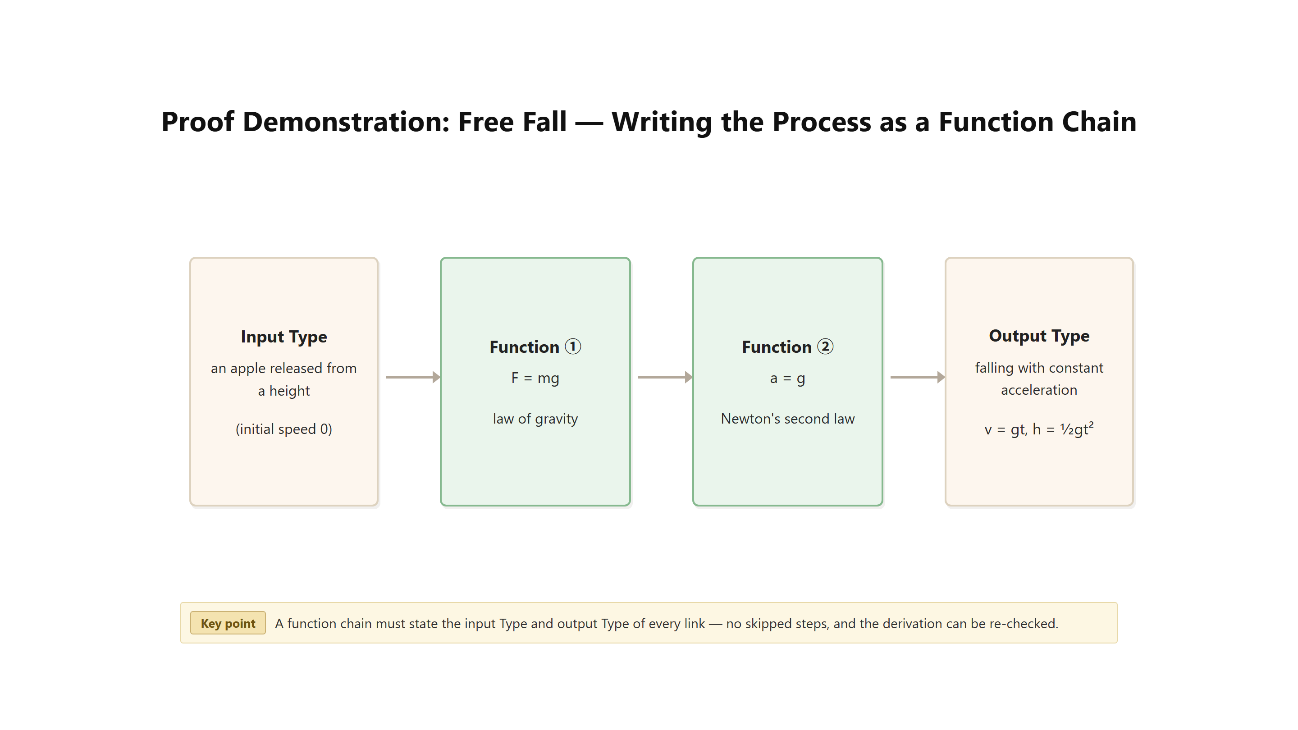 Proof Demonstration: Free Fall — Writing the Process as a Function Chain
Input Type
an apple released from
a height
(initial speed 0)
Function ①
F = mg
law of gravity
Function ②
a = g
Newton's second law
Output Type
falling with constant
acceleration
v = gt, h = ½gt²
Key point
A function chain must state the input Type and output Type of every link — no skipped steps, and the derivation can be re-checked.